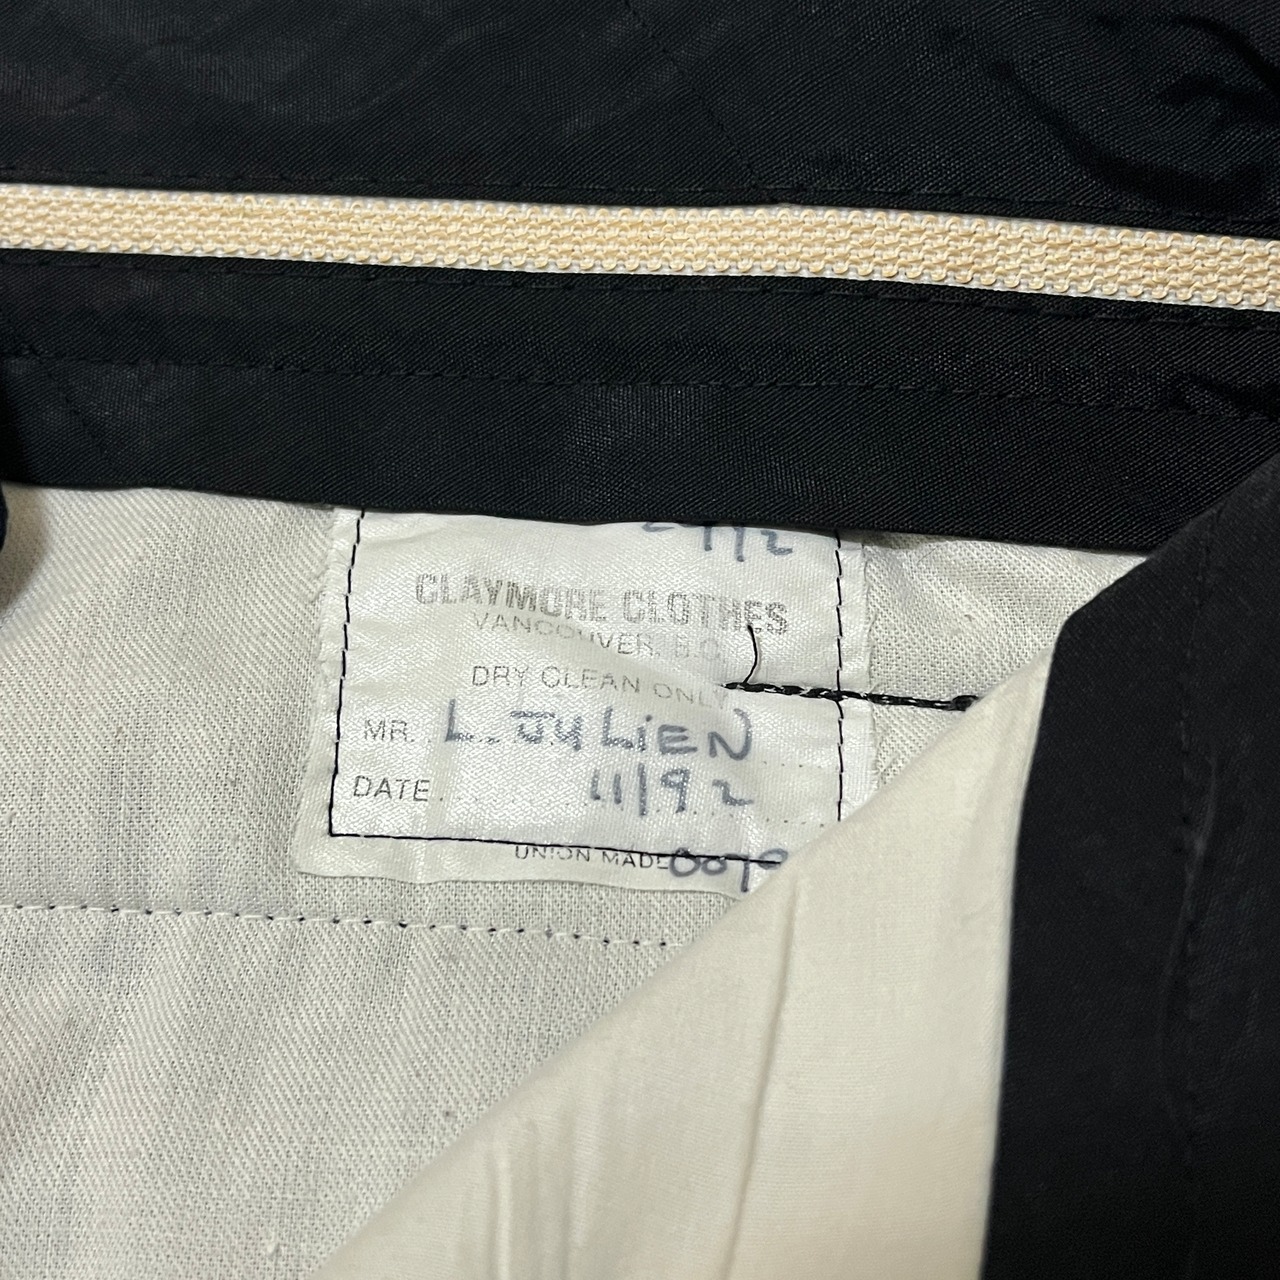 CLAYMORE CLOTHES
VANCOUVER, B.C.
DRY CLEAN ONLY
MR. L. JULIEN
DATE 11/92
UNION MADE